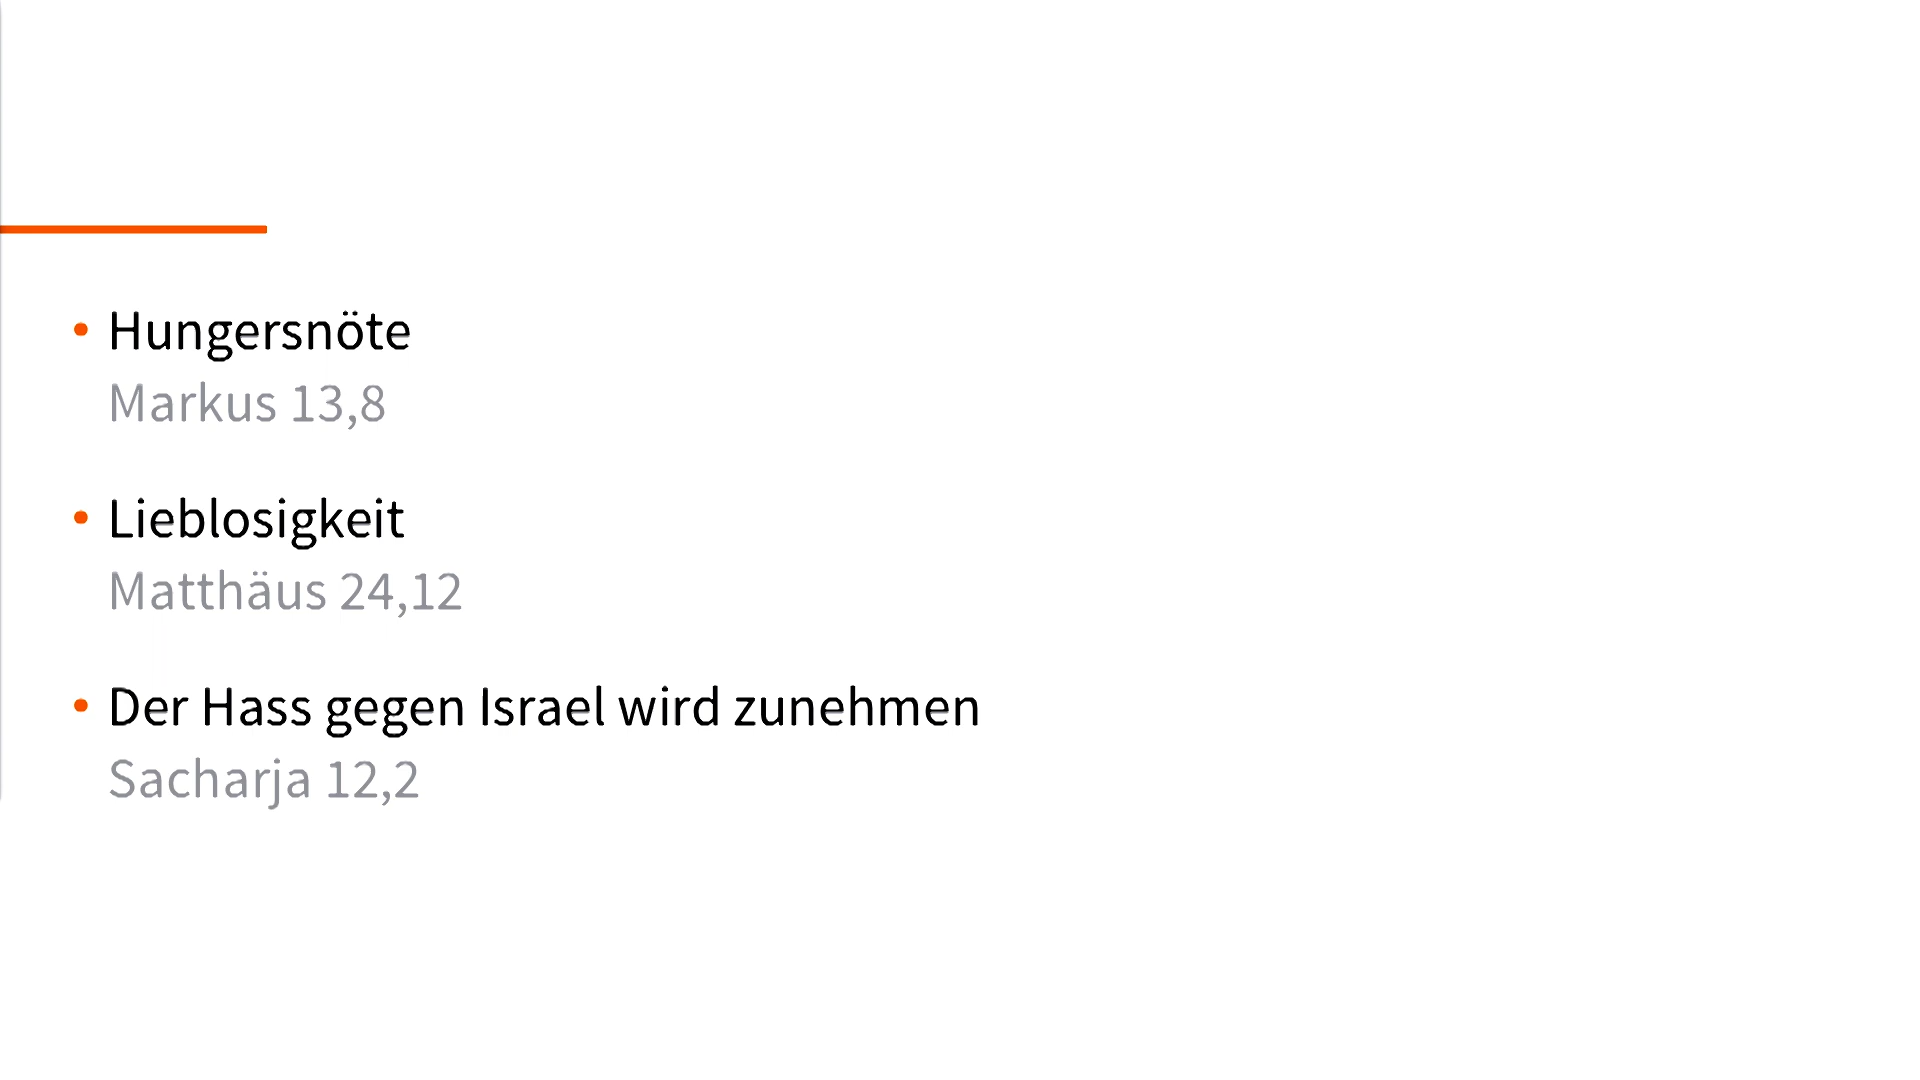 • Hungersnöte
Markus 13,8
• Lieblosigkeit
Matthäus 24,12
• Der Hass gegen Israel wird zunehmen
Sacharja 12,2